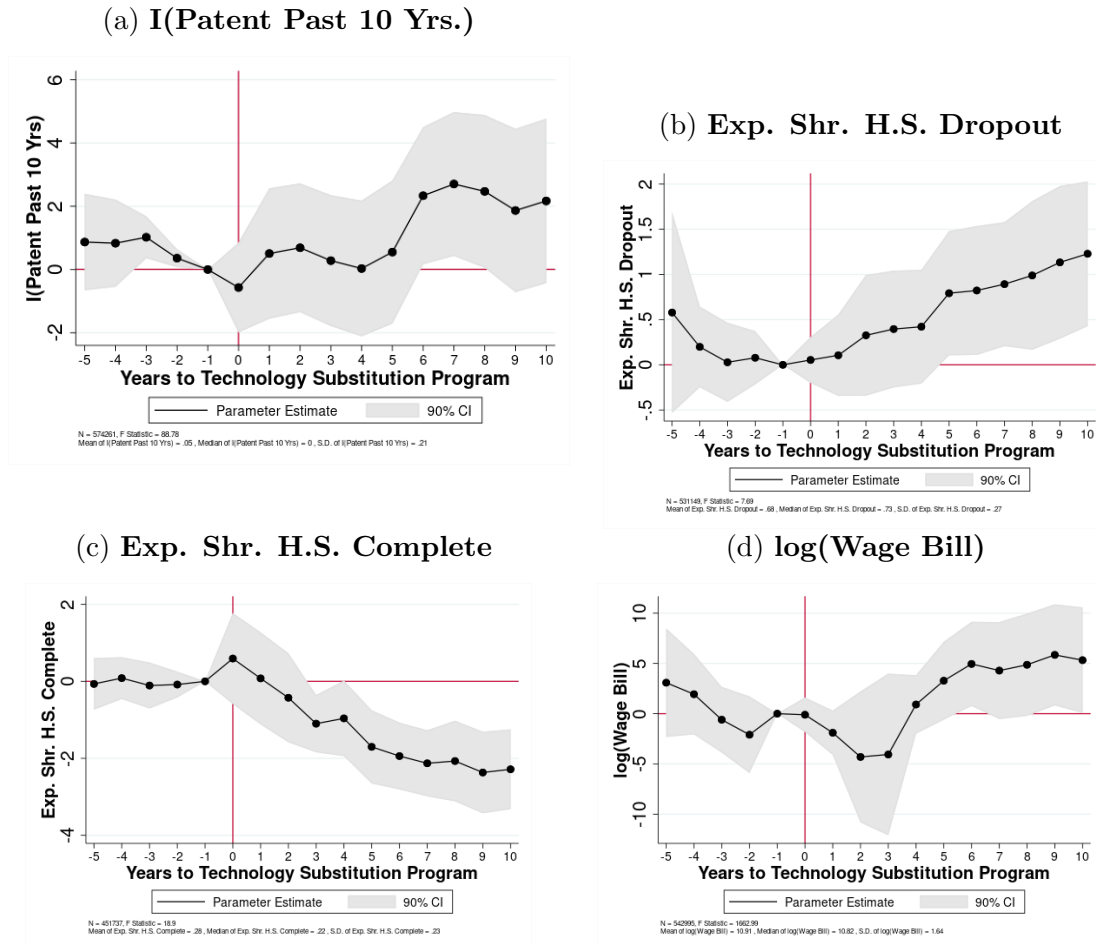 (a) I(Patent Past 10 Yrs.)
I(Patent Past 10 Yrs)
6
4
2
0
2
-5 -4 -3 -2 -1 0 1 2 3 4 5 6 7 8 9 10
Years to Technology Substitution Program
Parameter Estimate 90% CI
N = 574261, F Statistic = 88.78
Mean of I(Patent Past 10 Yrs) = .05 , Median of I(Patent Past 10 Yrs) = 0 , S.D. of I(Patent Past 10 Yrs) = .21
(b) Exp. Shr. H.S. Dropout
Exp. Shr. H.S. Dropout
2
1.5
1
.5
0
-.5
-5 -4 -3 -2 -1 0 1 2 3 4 5 6 7 8 9 10
Years to Technology Substitution Program
Parameter Estimate 90% CI
N = 531149, F Statistic = 7.69
Mean of Exp. Shr. H.S. Dropout = .68 , Median of Exp. Shr. H.S. Dropout = .73 , S.D. of Exp. Shr. H.S. Dropout = .27
(c) Exp. Shr. H.S. Complete
Exp. Shr. H.S. Complete
2
0
-2
-4
-5 -4 -3 -2 -1 0 1 2 3 4 5 6 7 8 9 10
Years to Technology Substitution Program
Parameter Estimate 90% CI
N = 451737, F Statistic = 18.9
Mean of Exp. Shr. H.S. Complete = .28 , Median of Exp. Shr. H.S. Complete = .22 , S.D. of Exp. Shr. H.S. Complete = .23
(d) log(Wage Bill)
log(Wage Bill)
10
5
0
-5
-10
-5 -4 -3 -2 -1 0 1 2 3 4 5 6 7 8 9 10
Years to Technology Substitution Program
Parameter Estimate 90% CI
N = 542995, F Statistic = 1662.99
Mean of log(Wage Bill) = 10.91 , Median of log(Wage Bill) = 10.82 , S.D. of log(Wage Bill) = 1.64